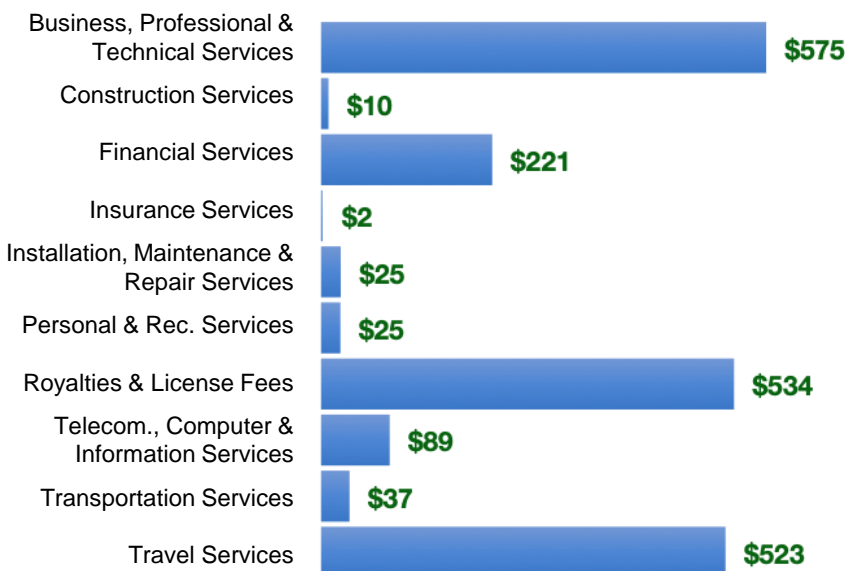 Business, Professional &
Technical Services
$575
Construction Services
$10
Financial Services
$221
Insurance Services
$2
Installation, Maintenance &
Repair Services
$25
Personal & Rec. Services
$25
Royalties & License Fees
$534
Telecom., Computer &
Information Services
$89
Transportation Services
$37
Travel Services
$523